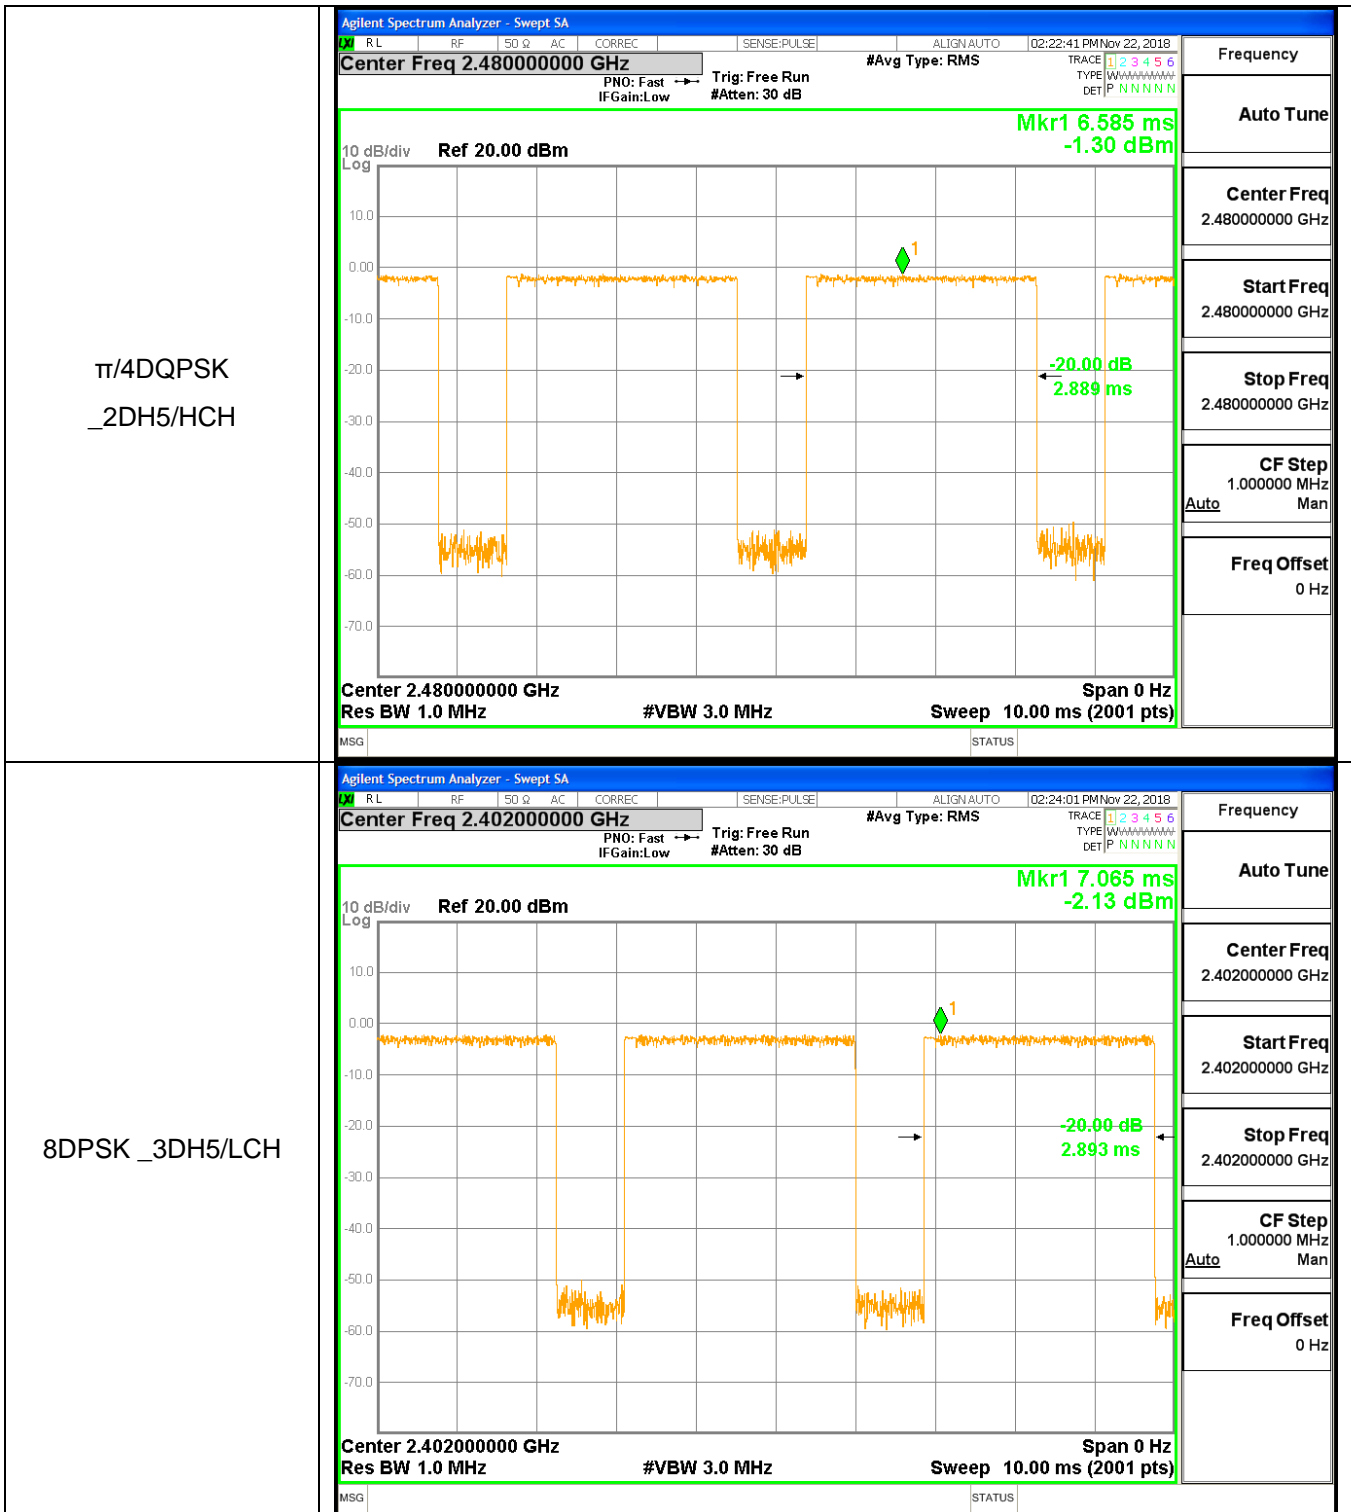 π/4DQPSK
_2DH5/HCH
Agilent Spectrum Analyzer - Swept SA
LXI RL RF 50 Ω AC CORREC SENSE:PULSE ALIGN AUTO 02:22:41 PM Nov 22, 2018
Center Freq 2.480000000 GHz
PNO: Fast
IFGain:Low
Trig: Free Run
#Atten: 30 dB
#Avg Type: RMS
TRACE 1 2 3 4 5 6
TYPE
DET P N N N N N
Mkr1 6.585 ms
-1.30 dBm
10 dB/div Ref 20.00 dBm
Log
10.0
0.00
-10.0
-20.0
-30.0
-40.0
-50.0
-60.0
-70.0
1
-20.00 dB
2.889 ms
Center 2.480000000 GHz Span 0 Hz
Res BW 1.0 MHz #VBW 3.0 MHz Sweep 10.00 ms (2001 pts)
MSG STATUS
Frequency
Auto Tune
Center Freq
2.480000000 GHz
Start Freq
2.480000000 GHz
Stop Freq
2.480000000 GHz
CF Step
1.000000 MHz
Auto Man
Freq Offset
0 Hz
8DPSK _3DH5/LCH
Agilent Spectrum Analyzer - Swept SA
LXI RL RF 50 Ω AC CORREC SENSE:PULSE ALIGN AUTO 02:24:01 PM Nov 22, 2018
Center Freq 2.402000000 GHz
PNO: Fast
IFGain:Low
Trig: Free Run
#Atten: 30 dB
#Avg Type: RMS
TRACE 1 2 3 4 5 6
TYPE
DET P N N N N N
Mkr1 7.065 ms
-2.13 dBm
10 dB/div Ref 20.00 dBm
Log
10.0
0.00
-10.0
-20.0
-30.0
-40.0
-50.0
-60.0
-70.0
1
-20.00 dB
2.893 ms
Center 2.402000000 GHz Span 0 Hz
Res BW 1.0 MHz #VBW 3.0 MHz Sweep 10.00 ms (2001 pts)
MSG STATUS
Frequency
Auto Tune
Center Freq
2.402000000 GHz
Start Freq
2.402000000 GHz
Stop Freq
2.402000000 GHz
CF Step
1.000000 MHz
Auto Man
Freq Offset
0 Hz